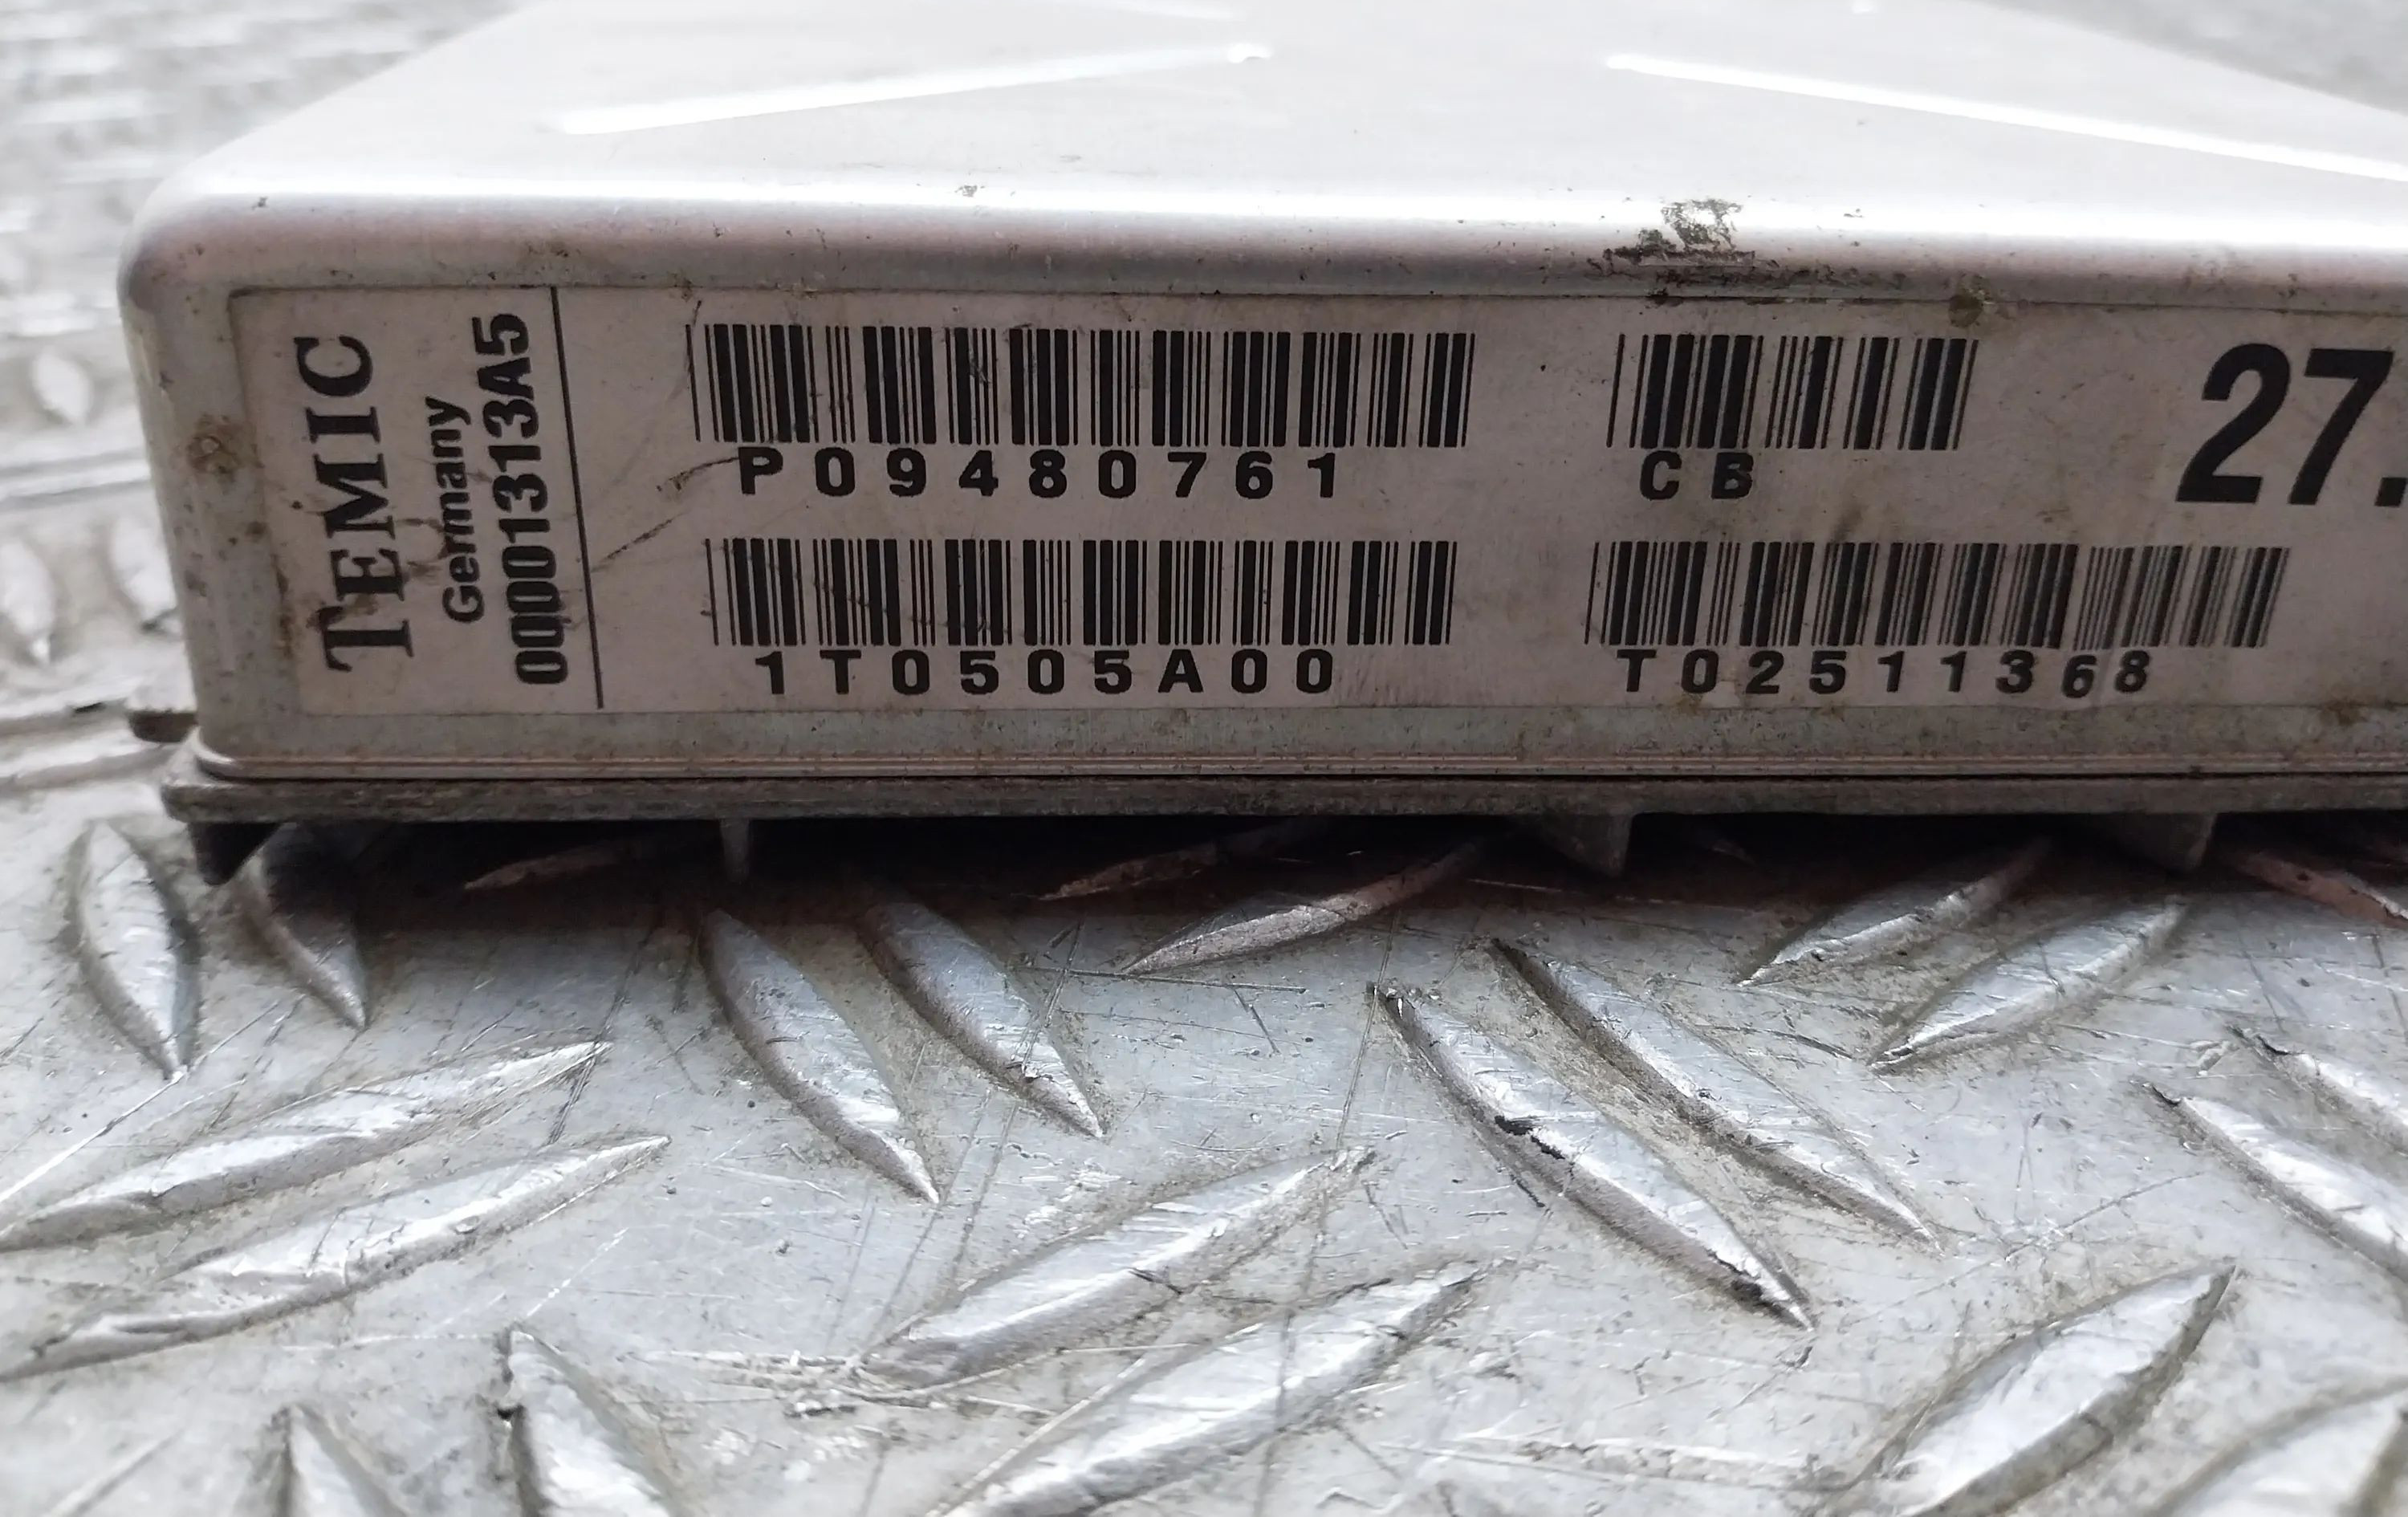 TEMIC
Germany
00001313A5
P09480761
CB
27.
1T0505A00
T02511368